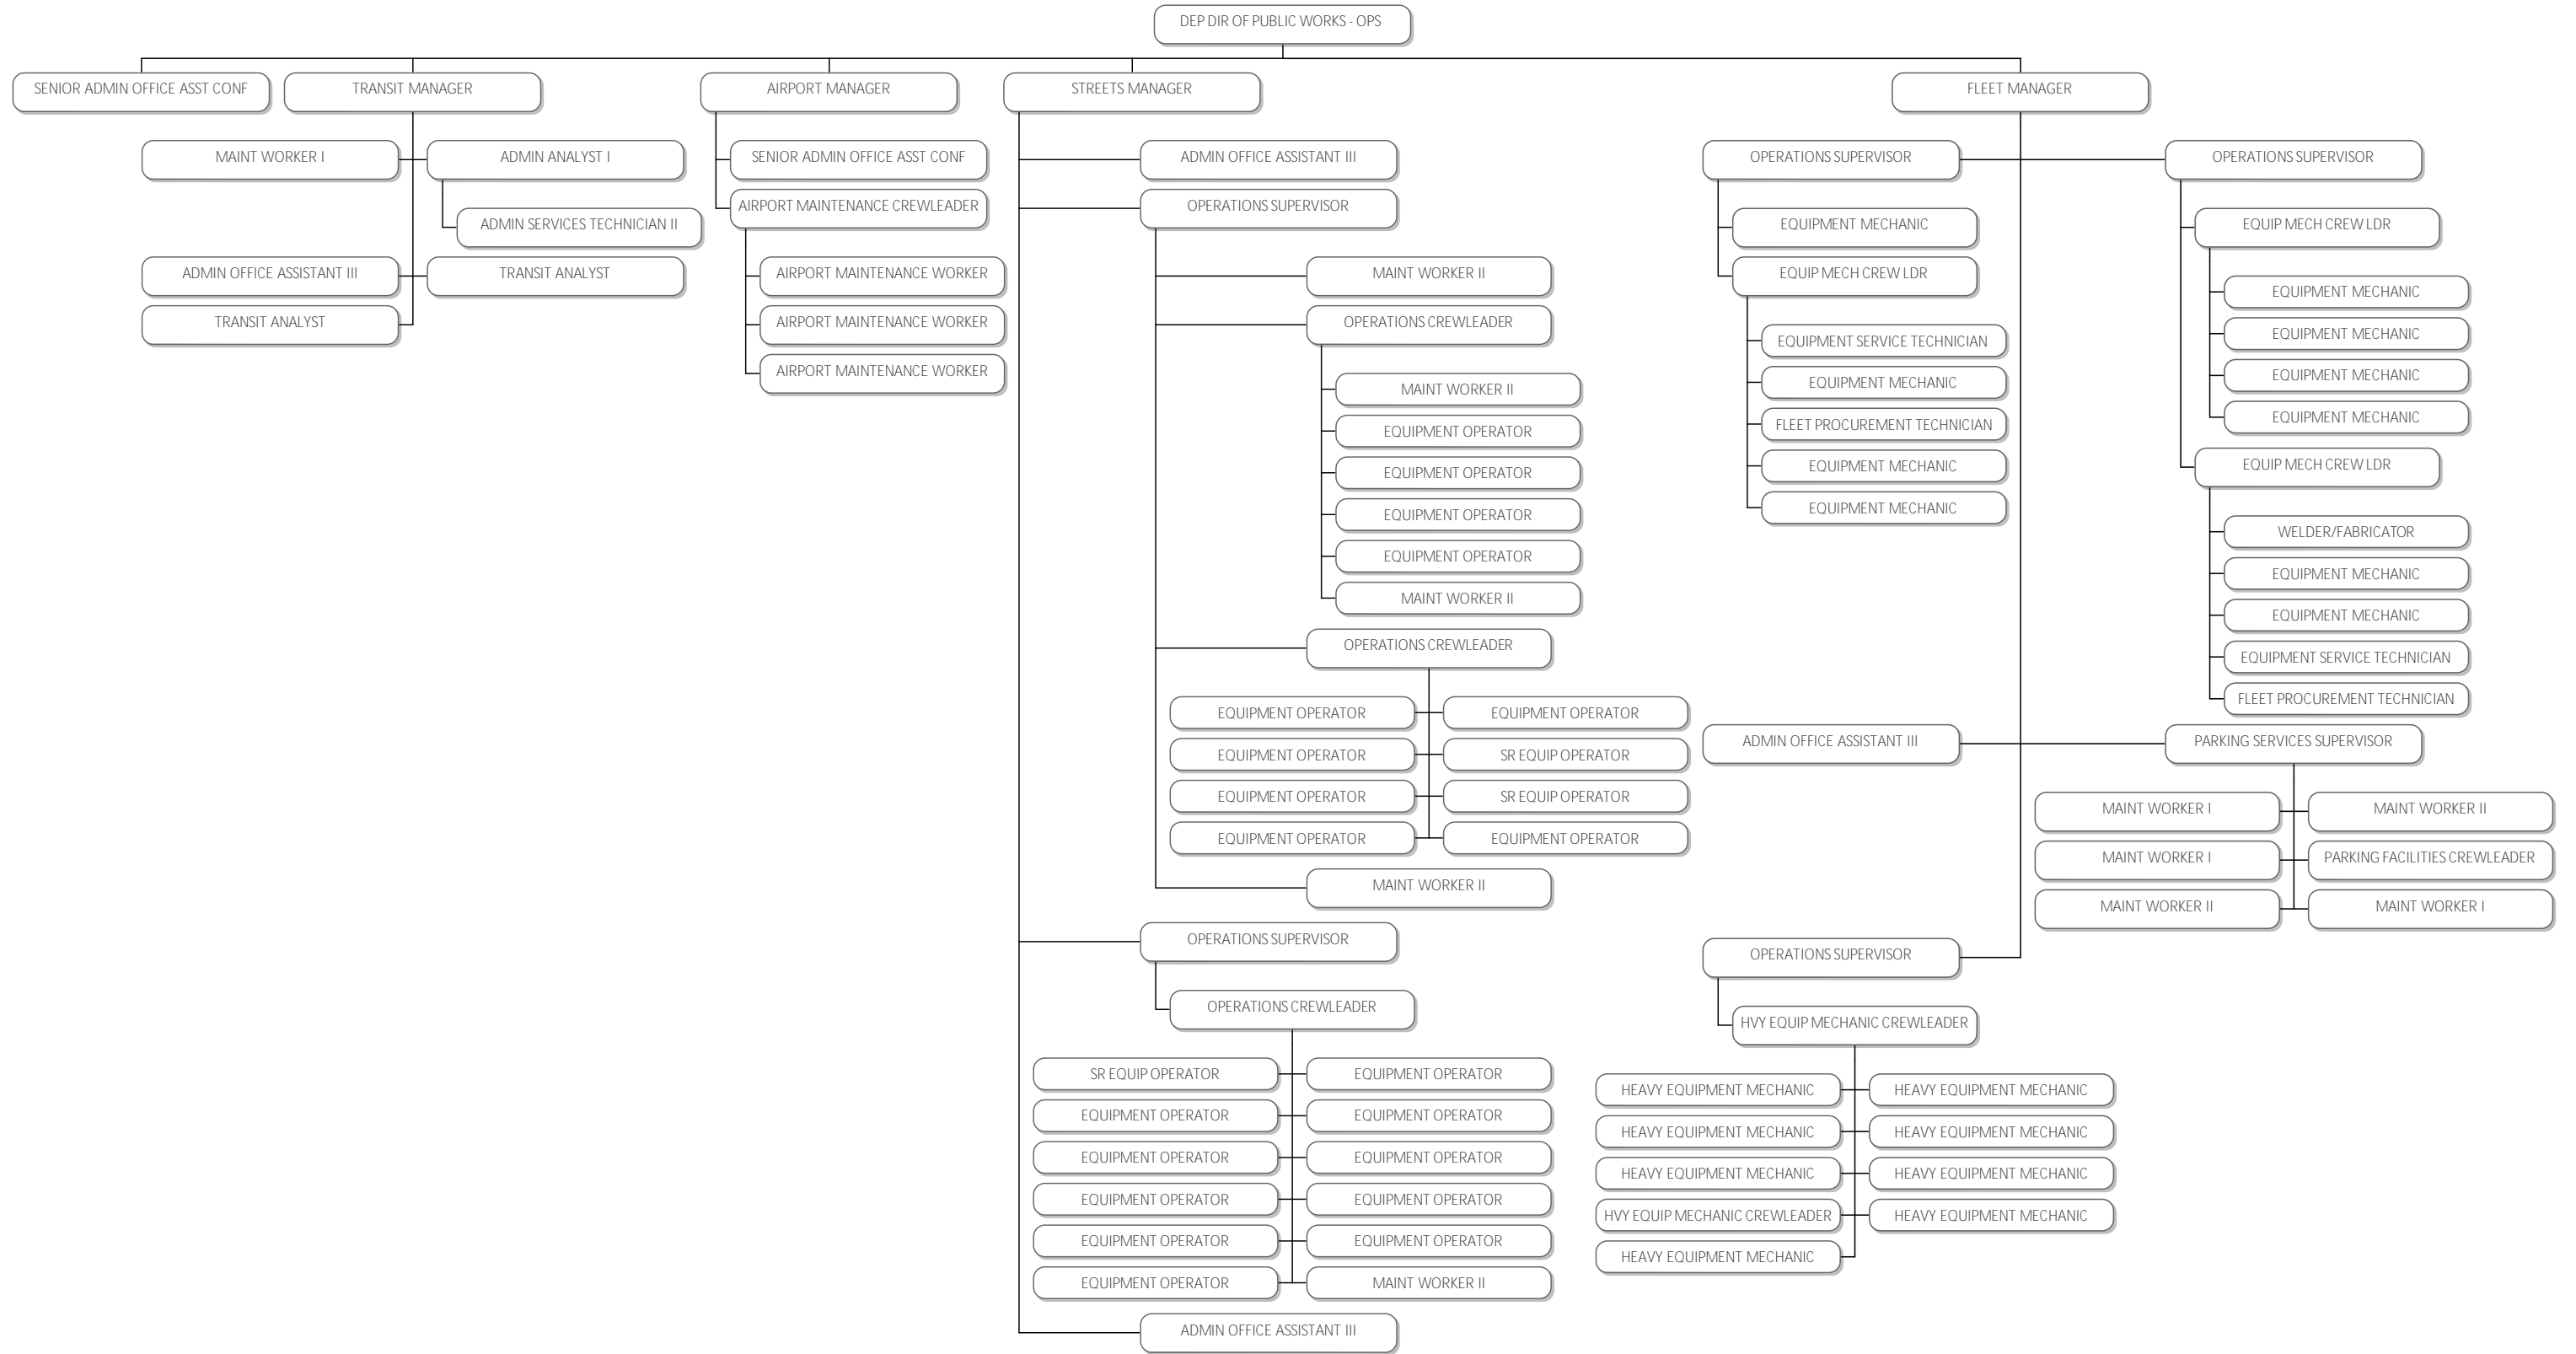 DEP DIR OF PUBLIC WORKS - OPS
SENIOR ADMIN OFFICE ASST CONF
TRANSIT MANAGER
AIRPORT MANAGER
STREETS MANAGER
FLEET MANAGER
MAINT WORKER I
ADMIN ANALYST I
ADMIN SERVICES TECHNICIAN II
ADMIN OFFICE ASSISTANT III
TRANSIT ANALYST
TRANSIT ANALYST
SENIOR ADMIN OFFICE ASST CONF
AIRPORT MAINTENANCE CREWLEADER
AIRPORT MAINTENANCE WORKER
AIRPORT MAINTENANCE WORKER
AIRPORT MAINTENANCE WORKER
ADMIN OFFICE ASSISTANT III
OPERATIONS SUPERVISOR
MAINT WORKER II
OPERATIONS CREWLEADER
MAINT WORKER II
EQUIPMENT OPERATOR
EQUIPMENT OPERATOR
EQUIPMENT OPERATOR
EQUIPMENT OPERATOR
MAINT WORKER II
OPERATIONS CREWLEADER
EQUIPMENT OPERATOR
EQUIPMENT OPERATOR
EQUIPMENT OPERATOR
SR EQUIP OPERATOR
EQUIPMENT OPERATOR
SR EQUIP OPERATOR
EQUIPMENT OPERATOR
EQUIPMENT OPERATOR
MAINT WORKER II
OPERATIONS SUPERVISOR
OPERATIONS CREWLEADER
SR EQUIP OPERATOR
EQUIPMENT OPERATOR
EQUIPMENT OPERATOR
EQUIPMENT OPERATOR
EQUIPMENT OPERATOR
EQUIPMENT OPERATOR
EQUIPMENT OPERATOR
EQUIPMENT OPERATOR
EQUIPMENT OPERATOR
EQUIPMENT OPERATOR
EQUIPMENT OPERATOR
MAINT WORKER II
ADMIN OFFICE ASSISTANT III
OPERATIONS SUPERVISOR
EQUIPMENT MECHANIC
EQUIP MECH CREW LDR
EQUIPMENT SERVICE TECHNICIAN
EQUIPMENT MECHANIC
FLEET PROCUREMENT TECHNICIAN
EQUIPMENT MECHANIC
EQUIPMENT MECHANIC
OPERATIONS SUPERVISOR
EQUIP MECH CREW LDR
EQUIPMENT MECHANIC
EQUIPMENT MECHANIC
EQUIPMENT MECHANIC
EQUIPMENT MECHANIC
EQUIP MECH CREW LDR
WELDER/FABRICATOR
EQUIPMENT MECHANIC
EQUIPMENT MECHANIC
EQUIPMENT SERVICE TECHNICIAN
FLEET PROCUREMENT TECHNICIAN
ADMIN OFFICE ASSISTANT III
PARKING SERVICES SUPERVISOR
MAINT WORKER I
MAINT WORKER II
MAINT WORKER I
PARKING FACILITIES CREWLEADER
MAINT WORKER II
MAINT WORKER I
OPERATIONS SUPERVISOR
HVY EQUIP MECHANIC CREWLEADER
HEAVY EQUIPMENT MECHANIC
HEAVY EQUIPMENT MECHANIC
HEAVY EQUIPMENT MECHANIC
HEAVY EQUIPMENT MECHANIC
HEAVY EQUIPMENT MECHANIC
HEAVY EQUIPMENT MECHANIC
HVY EQUIP MECHANIC CREWLEADER
HEAVY EQUIPMENT MECHANIC
HEAVY EQUIPMENT MECHANIC